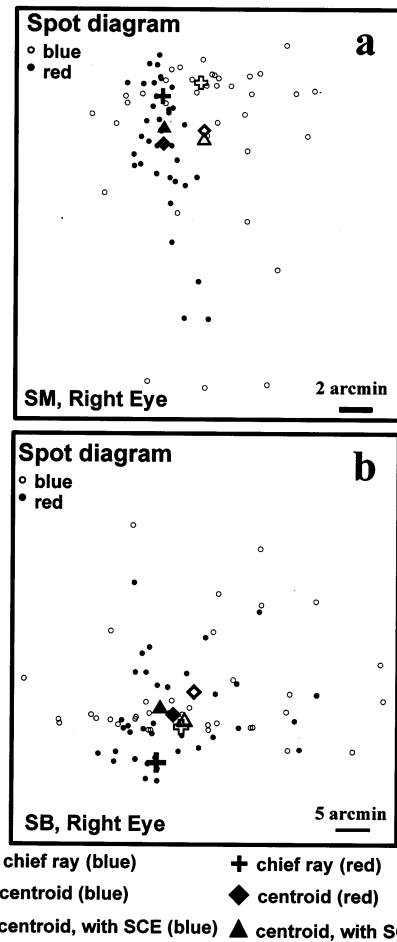 Spot diagram
a
blue
red
2 arcmin
SM, Right Eye
Spot diagram
b
blue
red
5 arcmin
SB, Right Eye
chief ray (blue)
chief ray (red)
centroid (blue)
centroid (red)
centroid, with SCE (blue)
centroid, with